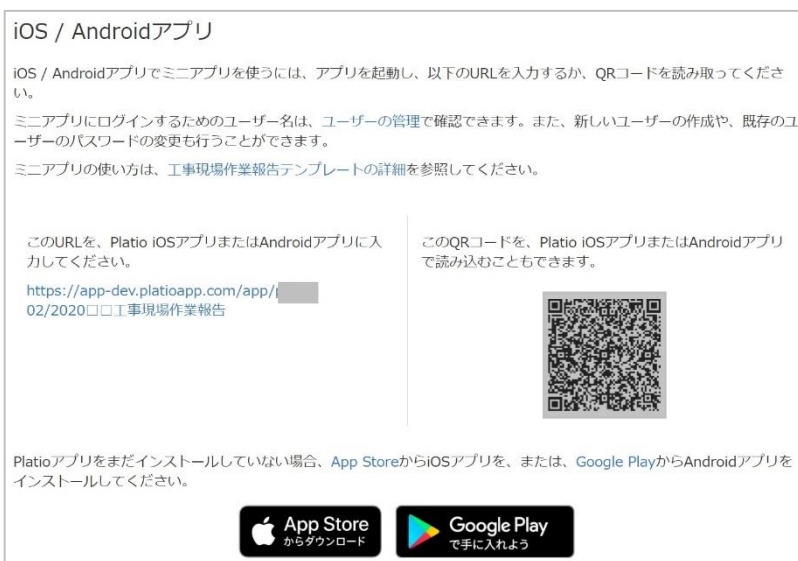 iOS / Androidアプリ
iOS / Androidアプリでミニアプリを使うには、アプリを起動し、以下のURLを入力するか、QRコードを読み取ってくださ
い。
ミニアプリにログインするためのユーザー名は、ユーザーの管理で確認できます。また、新しいユーザーの作成や、既存のユ
ーザーのパスワードの変更も行うことができます。
ミニアプリの使い方は、工事現場作業報告テンプレートの詳細を参照してください。
このURLを、Platio iOSアプリまたはAndroidアプリに入
力してください。
https://app-dev.platioapp.com/app/
02/2020□□工事現場作業報告
このQRコードを、Platio iOSアプリまたはAndroidアプリ
で読み込むこともできます。
Platioアプリをまだインストールしていない場合、App StoreからiOSアプリを、または、Google PlayからAndroidアプリを
インストールしてください。
App Store
からダウンロード
Google Play
で手に入れよう